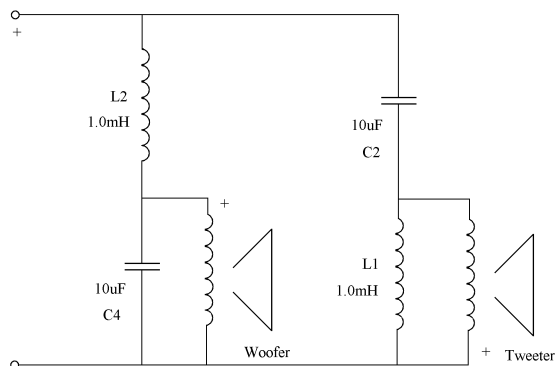 +
L2
1.0mH
10uF
C2
+
10uF
C4
L1
1.0mH
Woofer
+ Tweeter